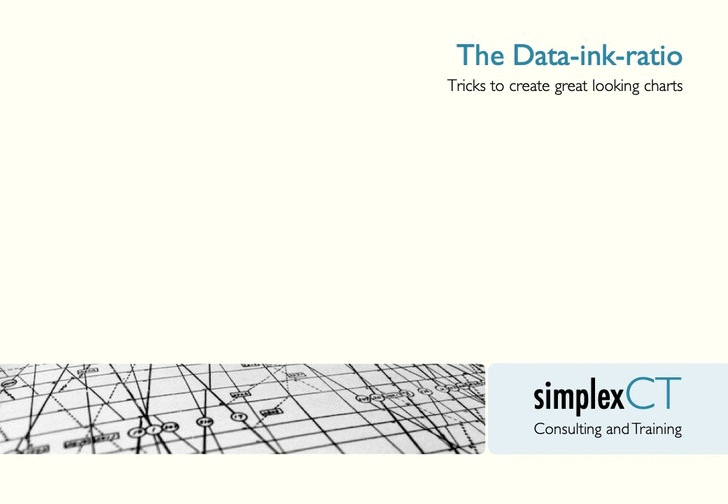 The Data-ink-ratio
Tricks to create great looking charts
simplexCT
Consulting and Training